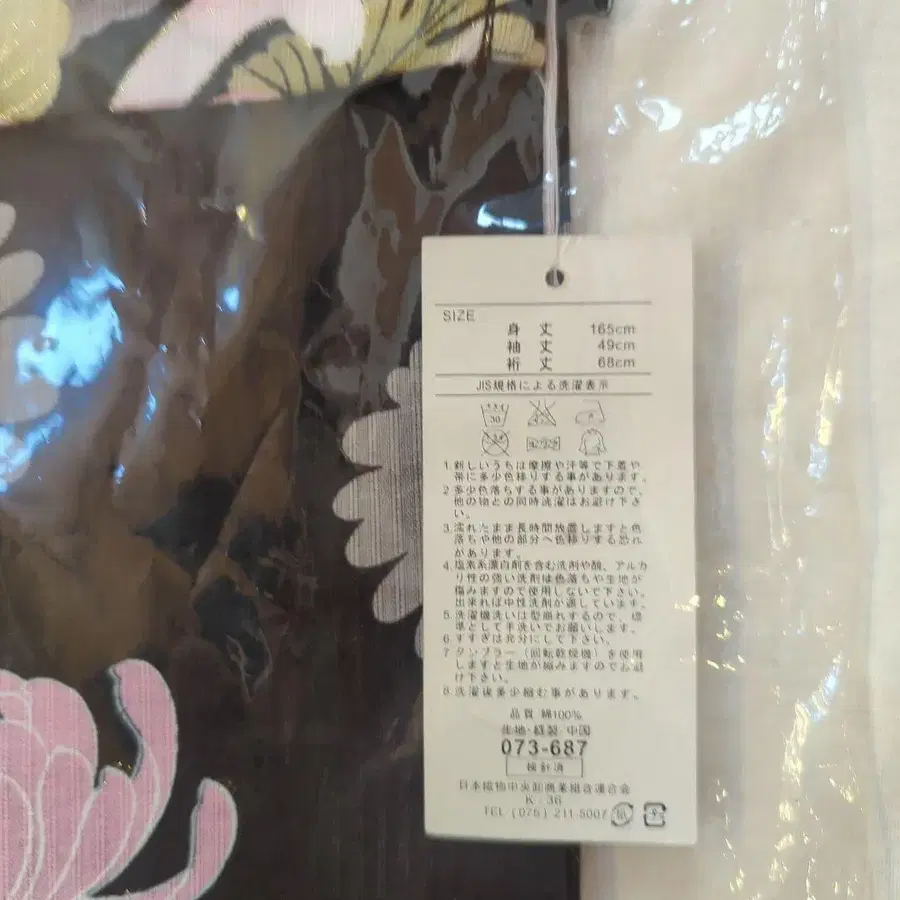 SIZE
身 丈 165cm
袖 丈 49cm
裄 丈 68cm
JIS規格による洗濯表示
30
1.新しいうちは摩擦や汗等で下着や
帯に多少色移りする事があります。
2 多少色落ちする事がありますので、
他の物との同時洗濯はお避け下さ
い。
3.濡れたまま長時間放置しますと色
落ちや他の部分へ色移りする恐れ
があります。
4.塩素系漂白剤を含む洗剤や酸、アルカ
リ性の強い洗剤は色落ちや生地が
傷みますので使用しないで下さい。
出来れば中性洗剤が適しています。
5.洗濯機洗いは型崩れするので、標
準として手洗いでお願いします。
6.すすぎは充分にして下さい。
7 タンブラー（回転乾燥機）を使用
しますと生地が縮みますのでお避
け下さい。
8.洗濯後多少縮む事があります。
品質 綿100％
生地・縫製・中国
073-687
検針済
日本織物中央卸商業組合連合会
K-36
TEL (075) 211-5007